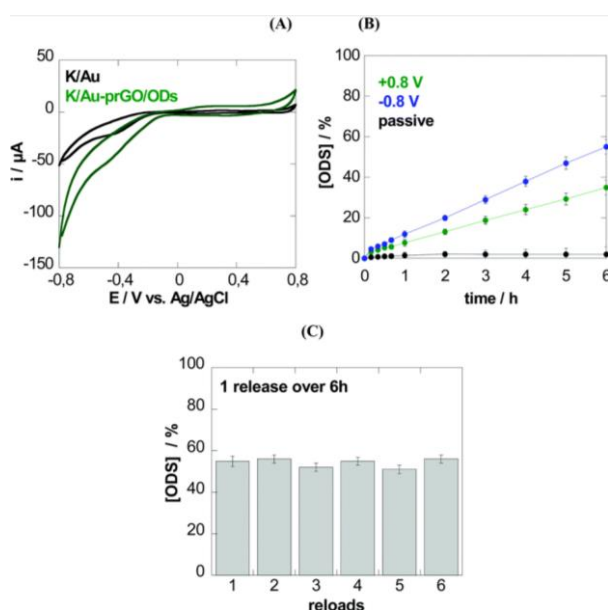 (A)
50
0
-50
-100
-150
i / µA
K/Au
K/Au-prGO/ODs
-0,8
-0,4
0
0,4
0,8
E / V vs. Ag/AgCl
(B)
100
80
60
40
20
0
[ODS] / %
+0.8 V
-0.8 V
passive
0
1
2
3
4
5
6
time / h
(C)
100
80
60
40
20
0
[ODS] / %
1 release over 6h
1
2
3
4
5
6
reloads